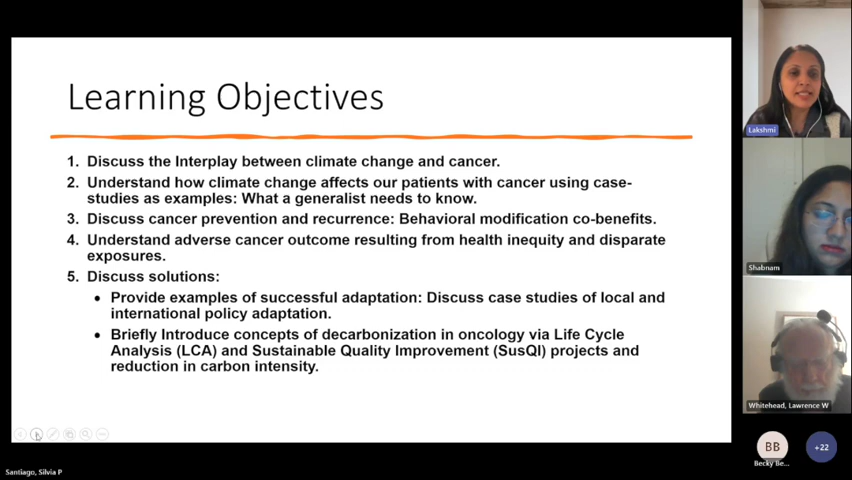 Learning Objectives
1. Discuss the Interplay between climate change and cancer.
2. Understand how climate change affects our patients with cancer using case-
studies as examples: What a generalist needs to know.
3. Discuss cancer prevention and recurrence: Behavioral modification co-benefits.
4. Understand adverse cancer outcome resulting from health inequity and disparate
exposures.
5. Discuss solutions:
• Provide examples of successful adaptation: Discuss case studies of local and
international policy adaptation.
• Briefly Introduce concepts of decarbonization in oncology via Life Cycle
Analysis (LCA) and Sustainable Quality Improvement (SusQI) projects and
reduction in carbon intensity.
Santiago, Silvia P
Lakshmi
Shabnam
Whitehead, Lawrence W
BB
Becky Be...
+22